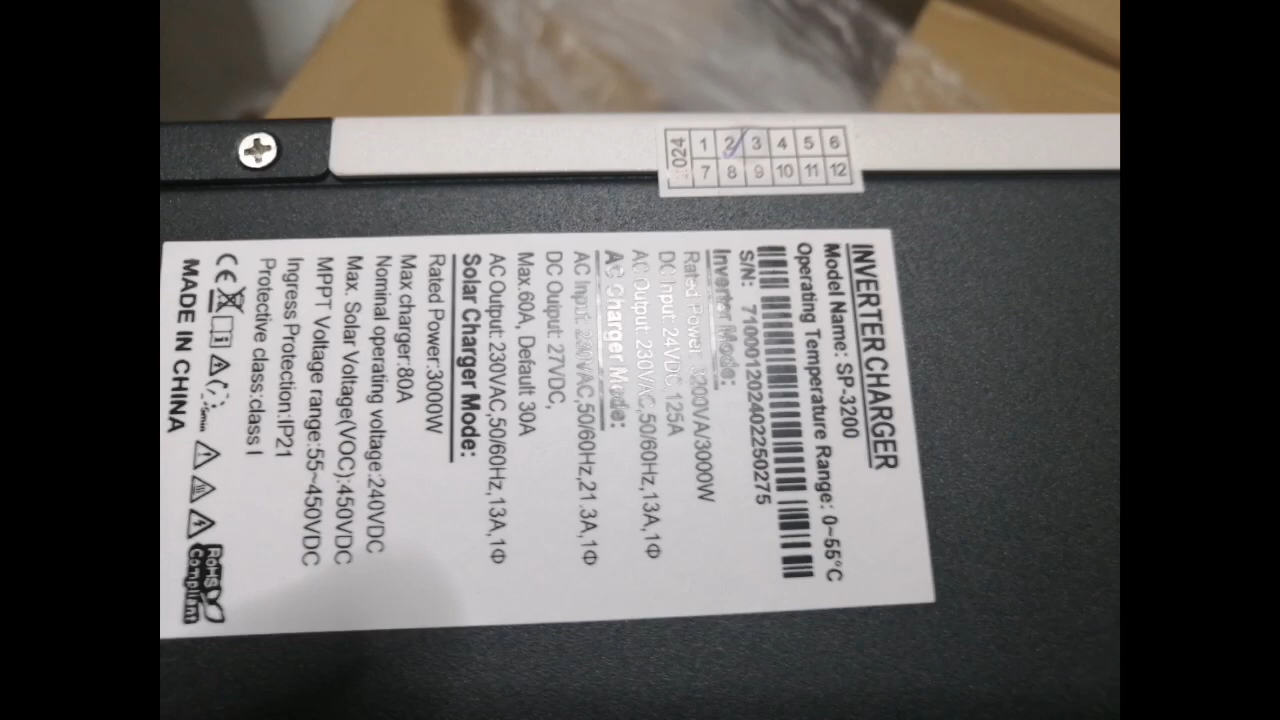 1 2 3 4 5 6
7 8 9 10 11 12
INVERTER CHARGER
Model Name: SP-3200
Operating Temperature Range: 0~55°C
S/N: 710001202402250275
Inverter Mode:
Rated Power: 3200VA/3000W
DC Input: 24VDC, 125A
AC Output: 230VAC,50/60Hz,13A,1Φ
AC Charger Mode:
AC Input: 230VAC,50/60Hz,21.3A,1Φ
DC Output: 27VDC,
Max.60A, Default 30A
AC Output: 230VAC,50/60Hz,13A,1Φ
Solar Charger Mode:
Rated Power:3000W
Max charger:80A
Nominal operating voltage:240VDC
Max. Solar Voltage(VOC):450VDC
MPPT Voltage range:55~450VDC
Ingress Protection:IP21
Protective class:class I
CE
RoHS
Compliant
MADE IN CHINA